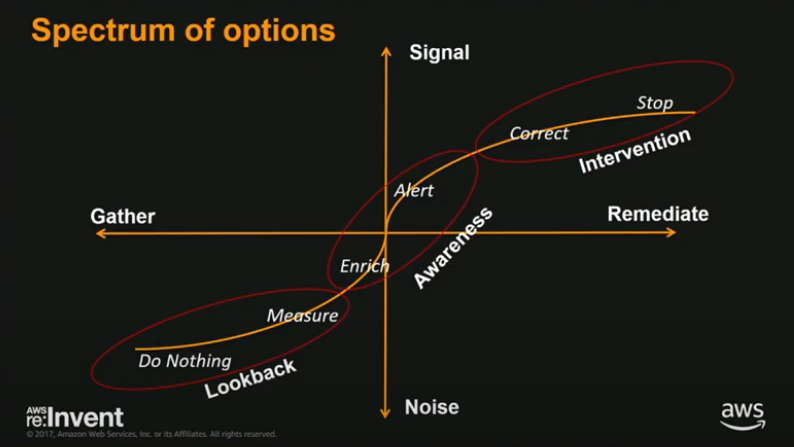 Spectrum of options
Signal
Stop
Correct
Intervention
Alert
Gather
Remediate
Awareness
Enrich
Measure
Do Nothing
Lookback
Noise
AWS
re:Invent
© 2017, Amazon Web Services, Inc. or its Affiliates. All rights reserved.
aws